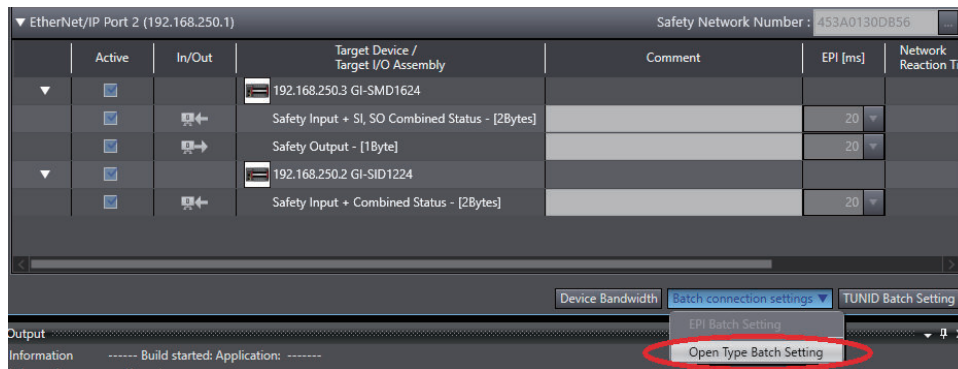 ▼ EtherNet/IP Port 2 (192.168.250.1) Safety Network Number : 453A0130DB56 ...
Active In/Out Target Device / Target I/O Assembly Comment EPI [ms] Network Reaction Ti
192.168.250.3 GI-SMD1624
Safety Input + SI, SO Combined Status - [2Bytes] 20
Safety Output - [1Byte] 20
192.168.250.2 GI-SID1224
Safety Input + Combined Status - [2Bytes] 20
Device Bandwidth Batch connection settings ▼ TUNID Batch Setting
EPI Batch Setting
Output
Open Type Batch Setting
Information ------ Build started: Application: -------